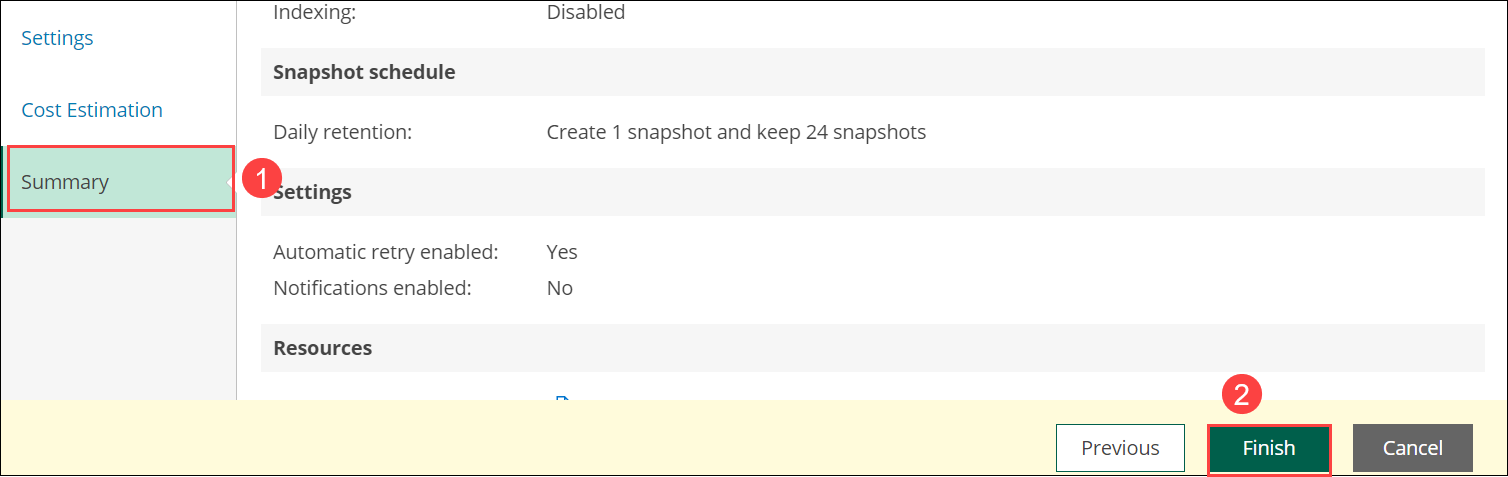 Indexing: Disabled
Settings
Snapshot schedule
Cost Estimation
Daily retention: Create 1 snapshot and keep 24 snapshots
Summary
1
Settings
Automatic retry enabled: Yes
Notifications enabled: No
Resources
2
Previous Finish Cancel